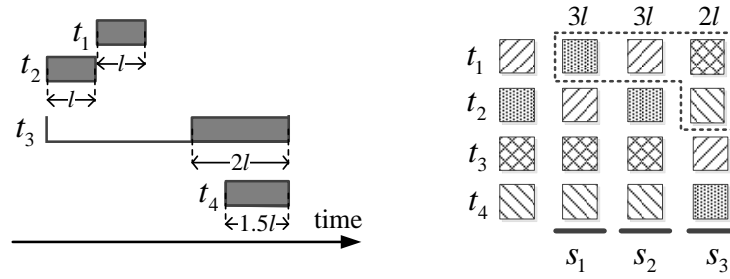 t₁
l
t₂
l
t₃
2l
t₄
1.5l
time
3l 3l 2l
t₁
t₂
t₃
t₄
s₁ s₂ s₃